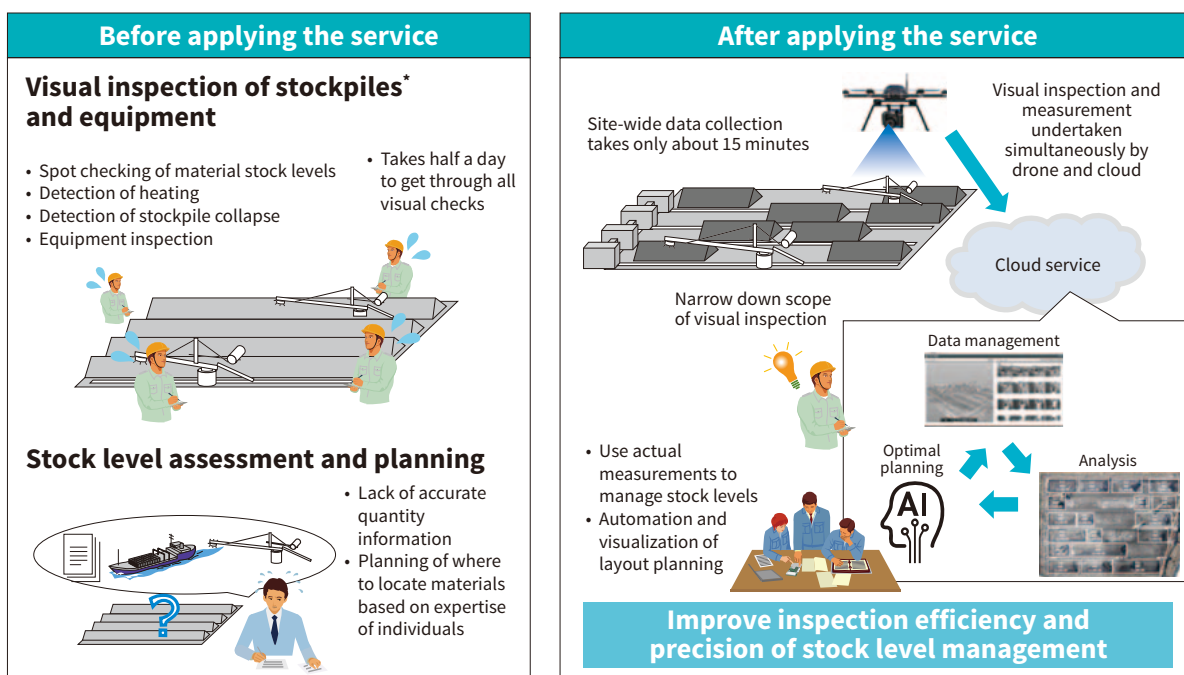 Before applying the service
Visual inspection of stockpiles*
and equipment
• Spot checking of material stock levels
• Detection of heating
• Detection of stockpile collapse
• Equipment inspection
• Takes half a day
to get through all
visual checks
Stock level assessment and planning
?
• Lack of accurate
quantity
information
• Planning of where
to locate materials
based on expertise
of individuals
After applying the service
Site-wide data collection
takes only about 15 minutes
Visual inspection and
measurement
undertaken
simultaneously by
drone and cloud
Cloud service
Narrow down scope
of visual inspection
Data management
Optimal
planning
AI
Analysis
• Use actual
measurements to
manage stock levels
• Automation and
visualization of
layout planning
Improve inspection efficiency and
precision of stock level management